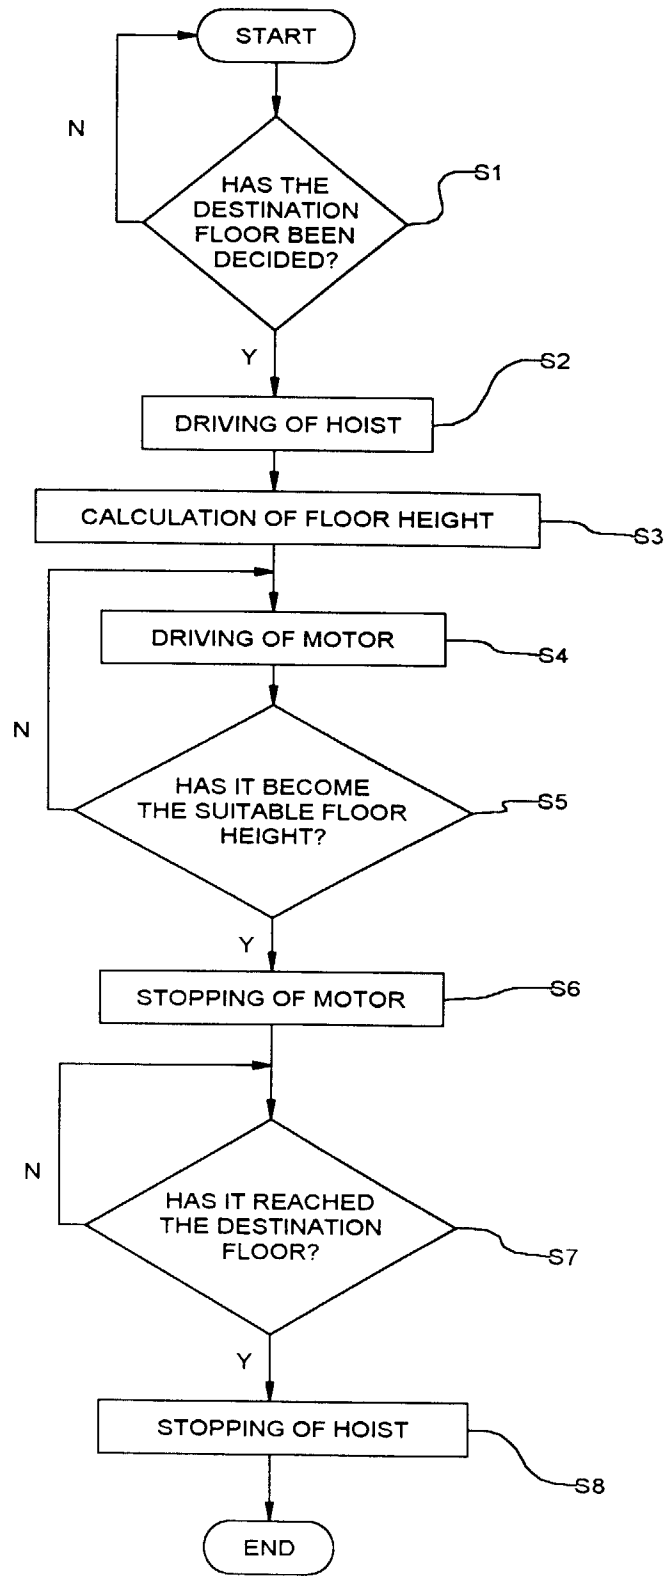 START
N
HAS THE
DESTINATION
FLOOR BEEN
DECIDED?
S1
Y
S2
DRIVING OF HOIST
CALCULATION OF FLOOR HEIGHT
S3
DRIVING OF MOTOR
S4
N
HAS IT BECOME
THE SUITABLE FLOOR
HEIGHT?
S5
Y
STOPPING OF MOTOR
S6
N
HAS IT REACHED
THE DESTINATION
FLOOR?
S7
Y
STOPPING OF HOIST
S8
END